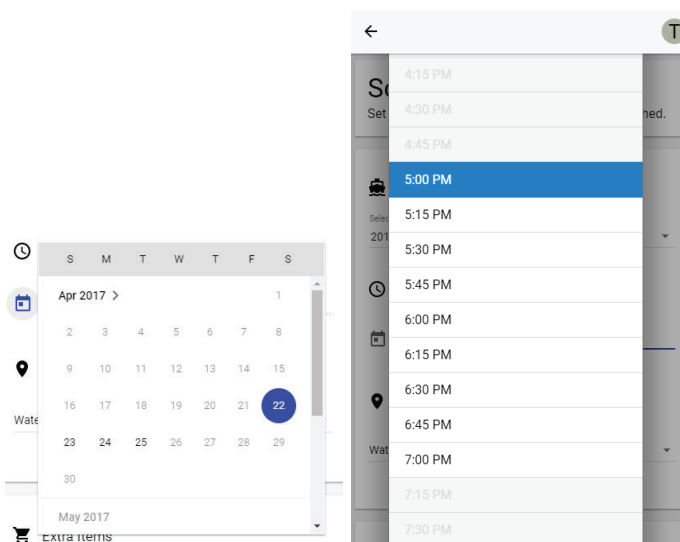 S M T W T F S
Apr 2017 1
2 3 4 5 6 7 8
9 10 11 12 13 14 15
16 17 18 19 20 21 22
Wate
23 24 25 26 27 28 29
30
May 2017
Extra Items
T
4:15 PM
So
Set hed.
4:30 PM
4:45 PM
5:00 PM
5:15 PM
Selec
201
5:30 PM
5:45 PM
6:00 PM
6:15 PM
6:30 PM
6:45 PM
Wat
7:00 PM
7:15 PM
7:30 PM